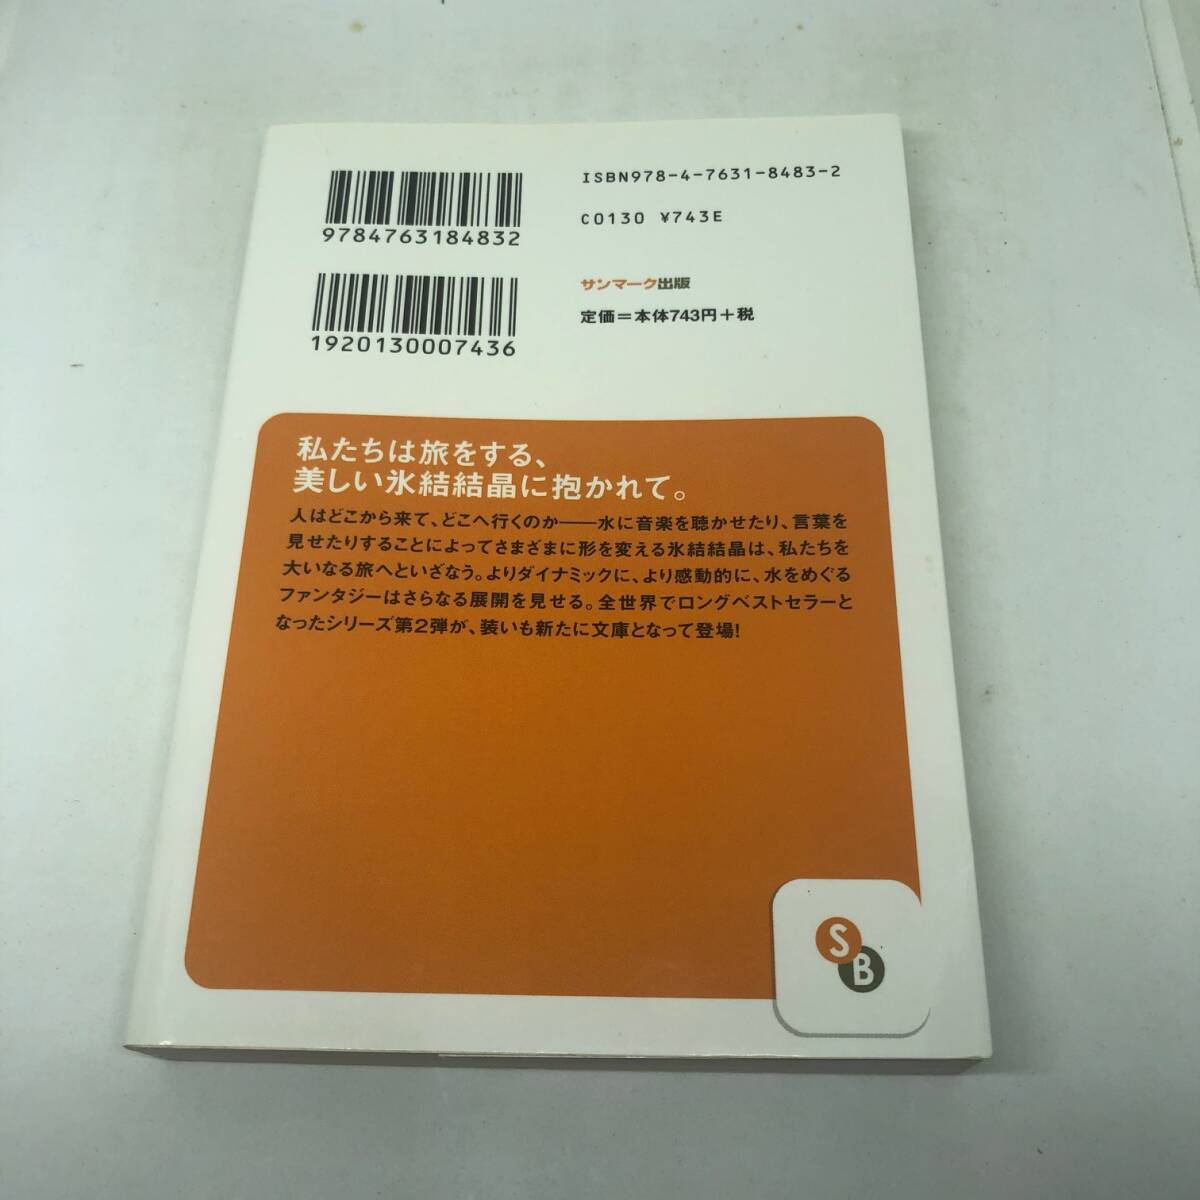 ISBN978-4-7631-8483-2
C0130 ¥743E
9784763184832
サンマーク出版
定価＝本体743円＋税
1920130007436
私たちは旅をする、
美しい氷結結晶に抱かれて。
人はどこから来て、どこへ行くのか――水に音楽を聴かせたり、言葉を
見せたりすることによってさまざまに形を変える氷結結晶は、私たちを
大いなる旅へといざなう。よりダイナミックに、より感動的に、水をめぐる
ファンタジーはさらなる展開を見せる。全世界でロングベストセラーと
なったシリーズ第2弾が、装いも新たに文庫となって登場！
S
B